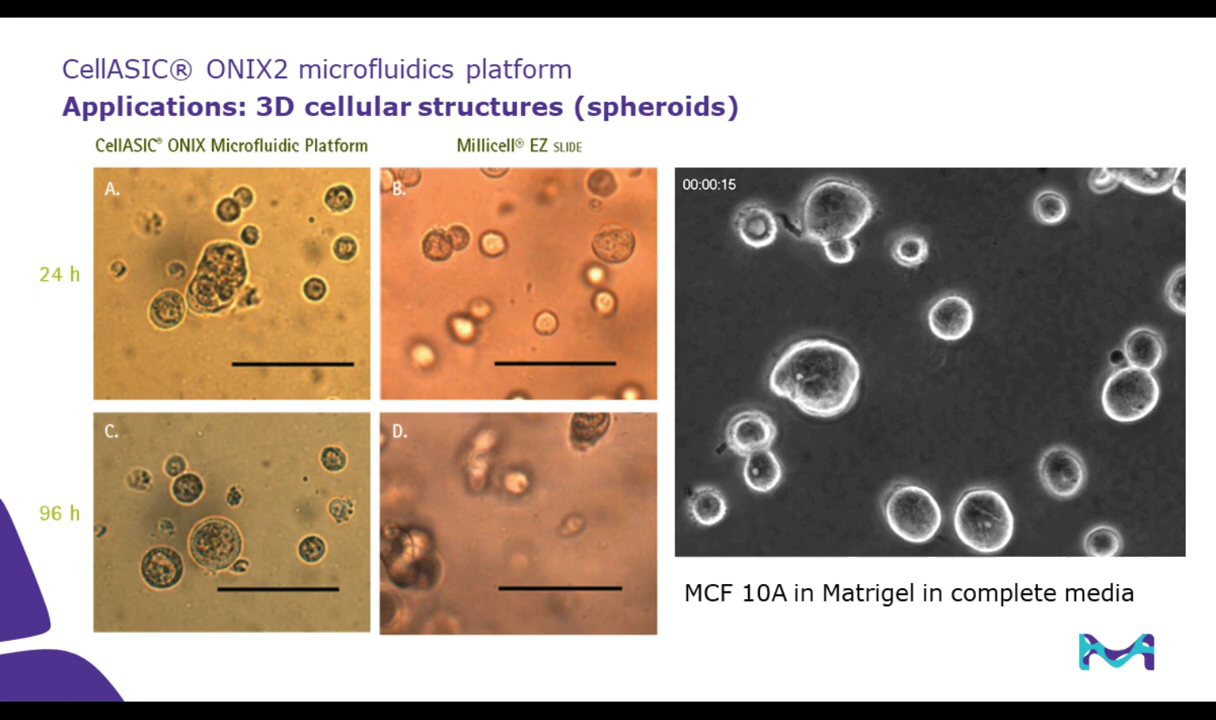 CellASIC® ONIX2 microfluidics platform
Applications: 3D cellular structures (spheroids)
CellASIC® ONIX Microfluidic Platform
Millicell® EZ SLIDE
A.
B.
00:00:15
24 h
C.
D.
96 h
MCF 10A in Matrigel in complete media